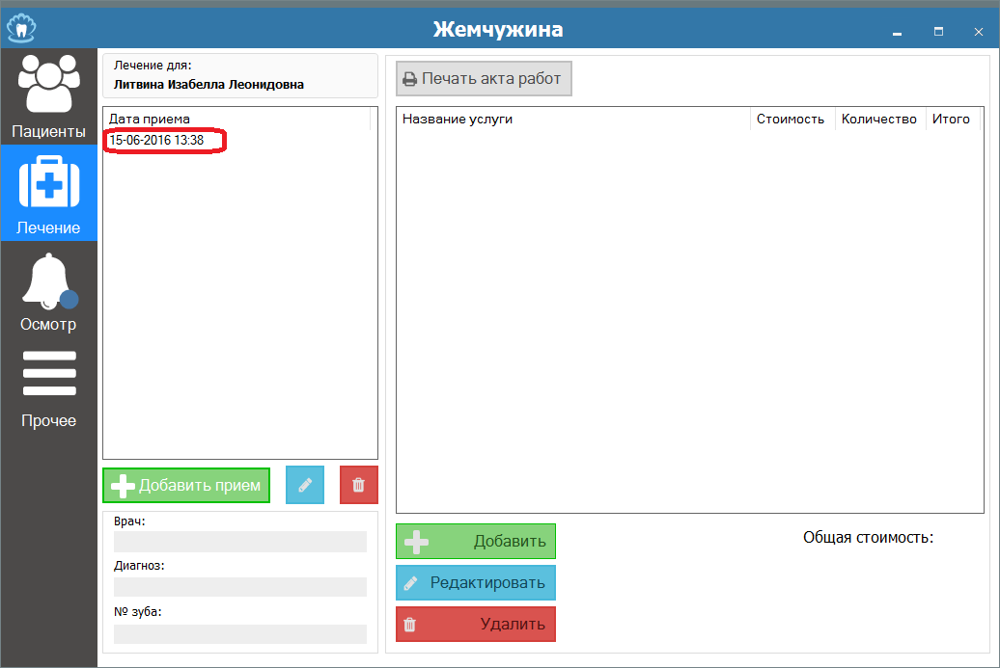 Жемчужина
Пациенты
Лечение
Осмотр
Прочее
Лечение для:
Литвина Изабелла Леонидовна
Дата приема
15-06-2016 13:38
Добавить прием
Врач:
Диагноз:
№ зуба:
Печать акта работ
Название услуги Стоимость Количество Итого
Добавить
Редактировать
Удалить
Общая стоимость: